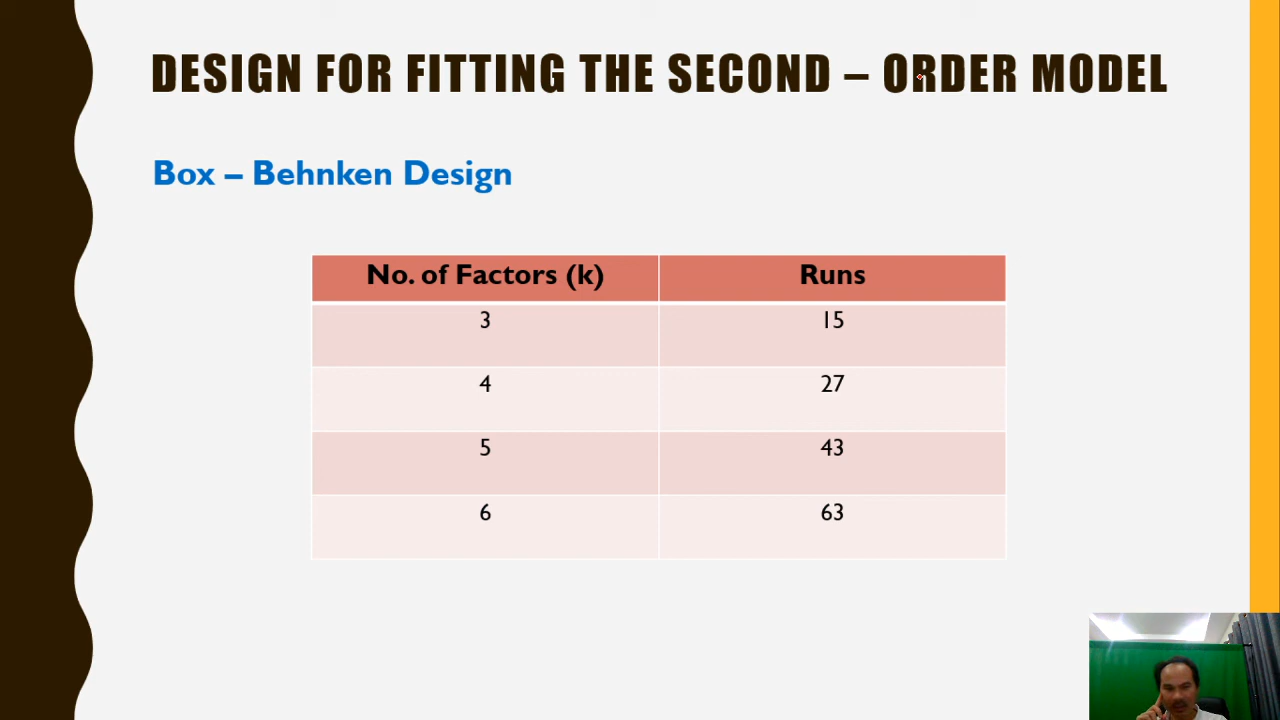 DESIGN FOR FITTING THE SECOND – ORDER MODEL
Box – Behnken Design
No. of Factors (k) Runs
3 15
4 27
5 43
6 63